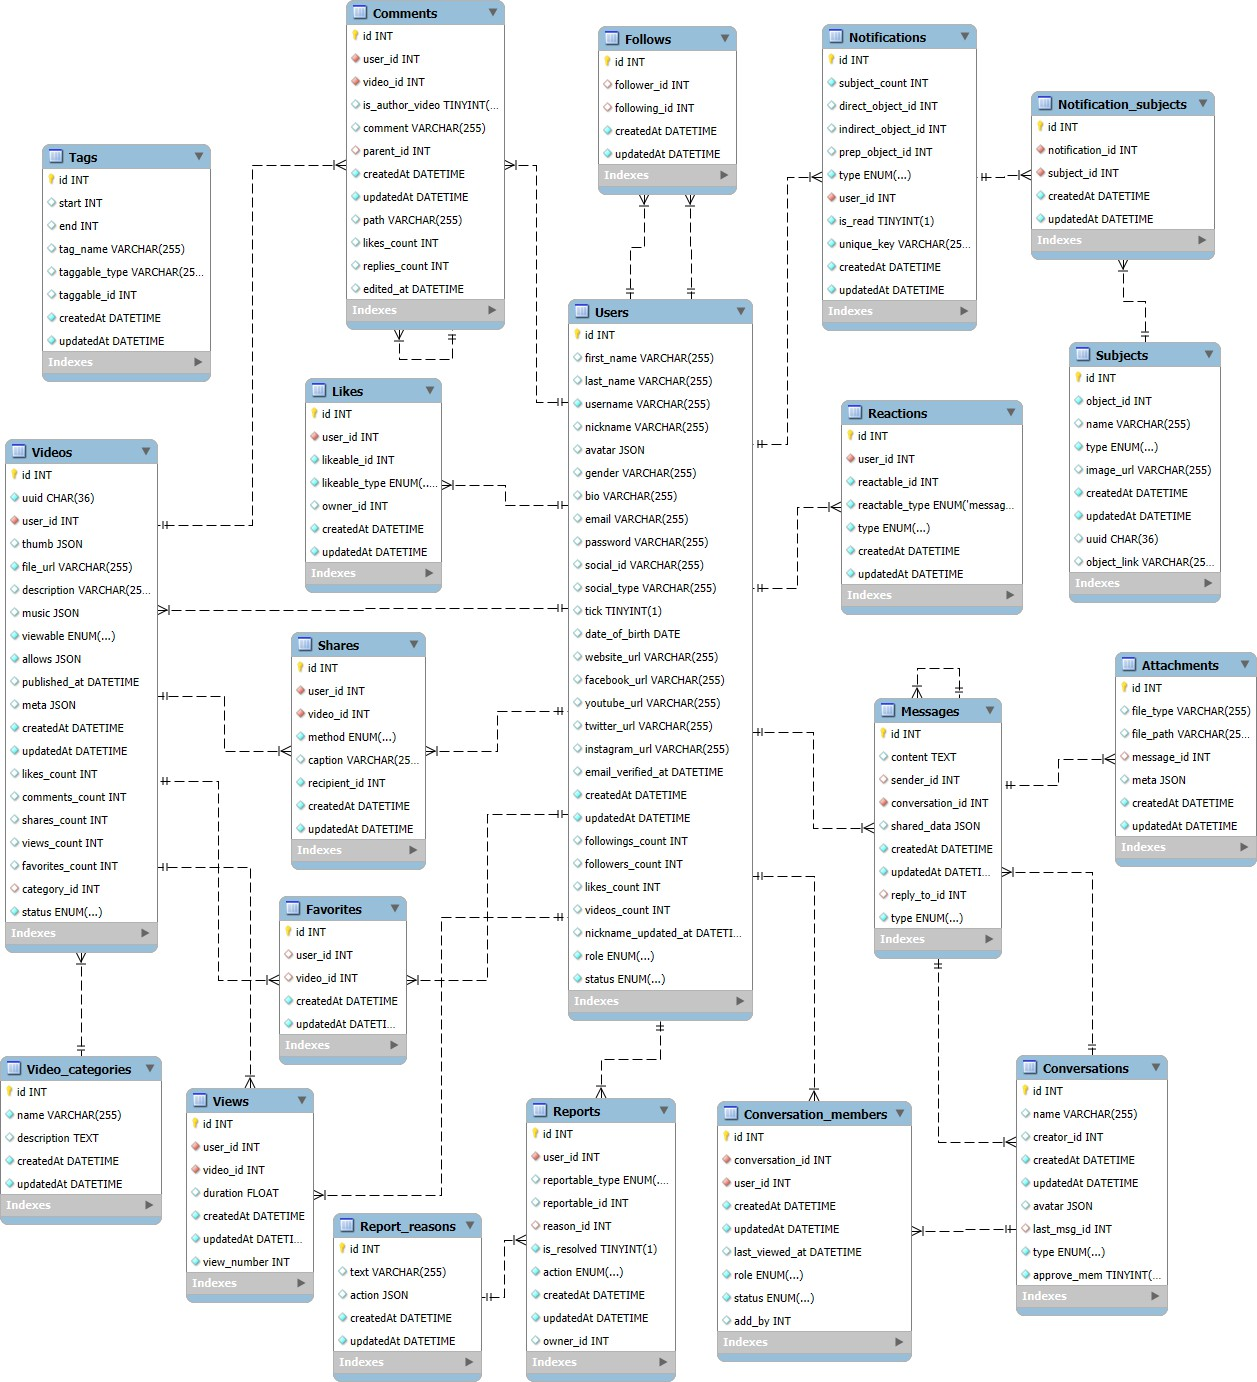 Comments
id INT
user_id INT
video_id INT
is_author_video TINYINT(...
comment VARCHAR(255)
parent_id INT
createdAt DATETIME
updatedAt DATETIME
path VARCHAR(255)
likes_count INT
replies_count INT
edited_at DATETIME
Indexes
Follows
id INT
follower_id INT
following_id INT
createdAt DATETIME
updatedAt DATETIME
Indexes
Notifications
id INT
subject_count INT
direct_object_id INT
indirect_object_id INT
prep_object_id INT
type ENUM(...)
user_id INT
is_read TINYINT(1)
unique_key VARCHAR(25...
createdAt DATETIME
updatedAt DATETIME
Indexes
Notification_subjects
id INT
notification_id INT
subject_id INT
createdAt DATETIME
updatedAt DATETIME
Indexes
Tags
id INT
start INT
end INT
tag_name VARCHAR(255)
taggable_type VARCHAR(25...
taggable_id INT
createdAt DATETIME
updatedAt DATETIME
Indexes
Users
id INT
first_name VARCHAR(255)
last_name VARCHAR(255)
username VARCHAR(255)
nickname VARCHAR(255)
avatar JSON
gender VARCHAR(255)
bio VARCHAR(255)
email VARCHAR(255)
password VARCHAR(255)
social_id VARCHAR(255)
social_type VARCHAR(255)
tick TINYINT(1)
date_of_birth DATE
website_url VARCHAR(255)
facebook_url VARCHAR(255)
youtube_url VARCHAR(255)
twitter_url VARCHAR(255)
instagram_url VARCHAR(255)
email_verified_at DATETIME
createdAt DATETIME
updatedAt DATETIME
followings_count INT
followers_count INT
likes_count INT
videos_count INT
nickname_updated_at DATETI...
role ENUM(...)
status ENUM(...)
Indexes
Subjects
id INT
object_id INT
name VARCHAR(255)
type ENUM(...)
image_url VARCHAR(255)
createdAt DATETIME
updatedAt DATETIME
uuid CHAR(36)
object_link VARCHAR(25...
Indexes
Likes
id INT
user_id INT
likeable_id INT
likeable_type ENUM(...
owner_id INT
createdAt DATETIME
updatedAt DATETIME
Indexes
Reactions
id INT
user_id INT
reactable_id INT
reactable_type ENUM('messag...
type ENUM(...)
createdAt DATETIME
updatedAt DATETIME
Indexes
Videos
id INT
uuid CHAR(36)
user_id INT
thumb JSON
file_url VARCHAR(255)
description VARCHAR(25...
music JSON
viewable ENUM(...)
allows JSON
published_at DATETIME
meta JSON
createdAt DATETIME
updatedAt DATETIME
likes_count INT
comments_count INT
shares_count INT
views_count INT
favorites_count INT
category_id INT
status ENUM(...)
Indexes
Shares
id INT
user_id INT
video_id INT
method ENUM(...)
caption VARCHAR(25...
recipient_id INT
createdAt DATETIME
updatedAt DATETIME
Indexes
Attachments
id INT
file_type VARCHAR(255)
file_path VARCHAR(25...
message_id INT
meta JSON
createdAt DATETIME
updatedAt DATETIME
Indexes
Messages
id INT
content TEXT
sender_id INT
conversation_id INT
shared_data JSON
createdAt DATETIME
updatedAt DATETI...
reply_to_id INT
type ENUM(...)
Indexes
Favorites
id INT
user_id INT
video_id INT
createdAt DATETIME
updatedAt DATETI...
Indexes
Video_categories
id INT
name VARCHAR(255)
description TEXT
createdAt DATETIME
updatedAt DATETIME
Indexes
Views
id INT
user_id INT
video_id INT
duration FLOAT
createdAt DATETIME
updatedAt DATETI...
view_number INT
Indexes
Reports
id INT
user_id INT
reportable_type ENUM(...
reportable_id INT
reason_id INT
is_resolved TINYINT(1)
action ENUM(...)
createdAt DATETIME
updatedAt DATETIME
owner_id INT
Indexes
Conversation_members
id INT
conversation_id INT
user_id INT
createdAt DATETIME
updatedAt DATETIME
last_viewed_at DATETIME
role ENUM(...)
status ENUM(...)
add_by INT
Indexes
Conversations
id INT
name VARCHAR(255)
creator_id INT
createdAt DATETIME
updatedAt DATETIME
avatar JSON
last_msg_id INT
type ENUM(...)
approve_mem TINYINT(...
Indexes
Report_reasons
id INT
text VARCHAR(255)
action JSON
createdAt DATETIME
updatedAt DATETIME
Indexes